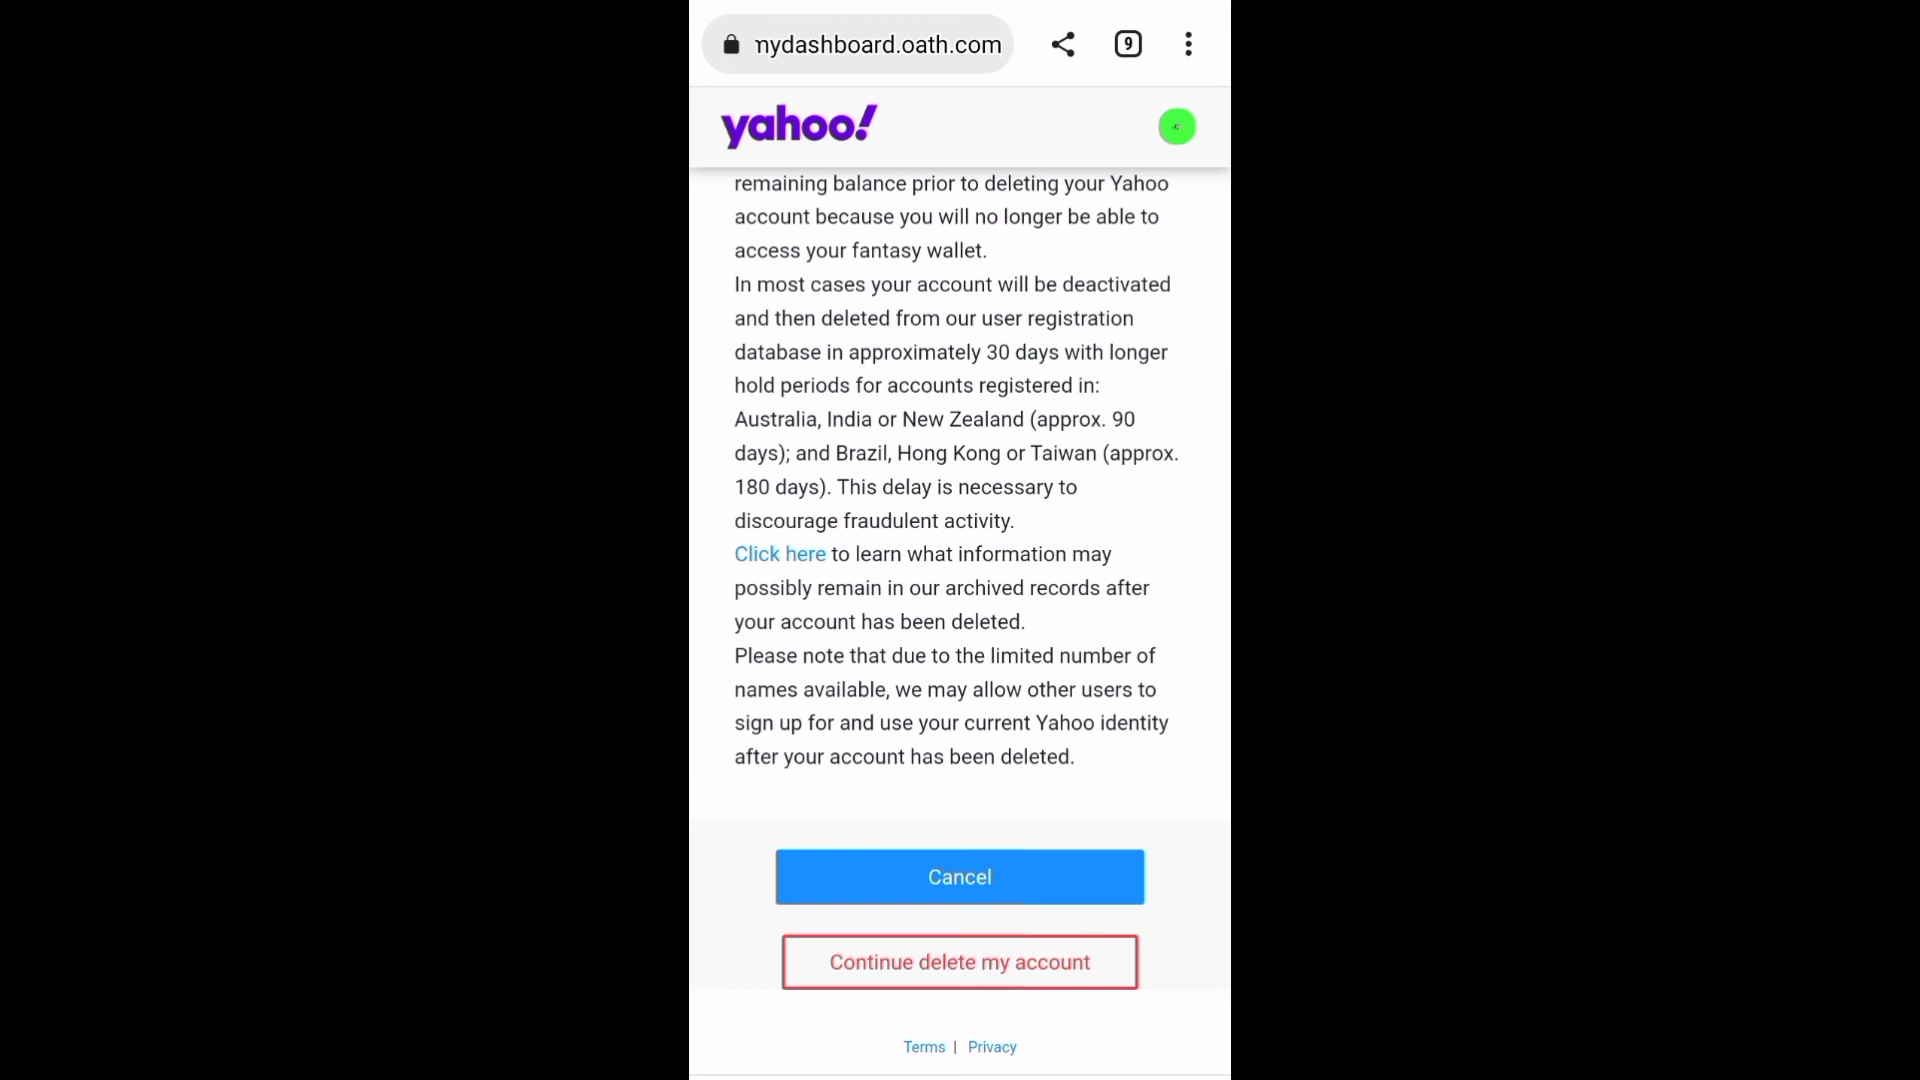 mydashboard.oath.com
9
yahoo!
remaining balance prior to deleting your Yahoo
account because you will no longer be able to
access your fantasy wallet.
In most cases your account will be deactivated
and then deleted from our user registration
database in approximately 30 days with longer
hold periods for accounts registered in:
Australia, India or New Zealand (approx. 90
days); and Brazil, Hong Kong or Taiwan (approx.
180 days). This delay is necessary to
discourage fraudulent activity.
Click here to learn what information may
possibly remain in our archived records after
your account has been deleted.
Please note that due to the limited number of
names available, we may allow other users to
sign up for and use your current Yahoo identity
after your account has been deleted.
Cancel
Continue delete my account
Terms | Privacy